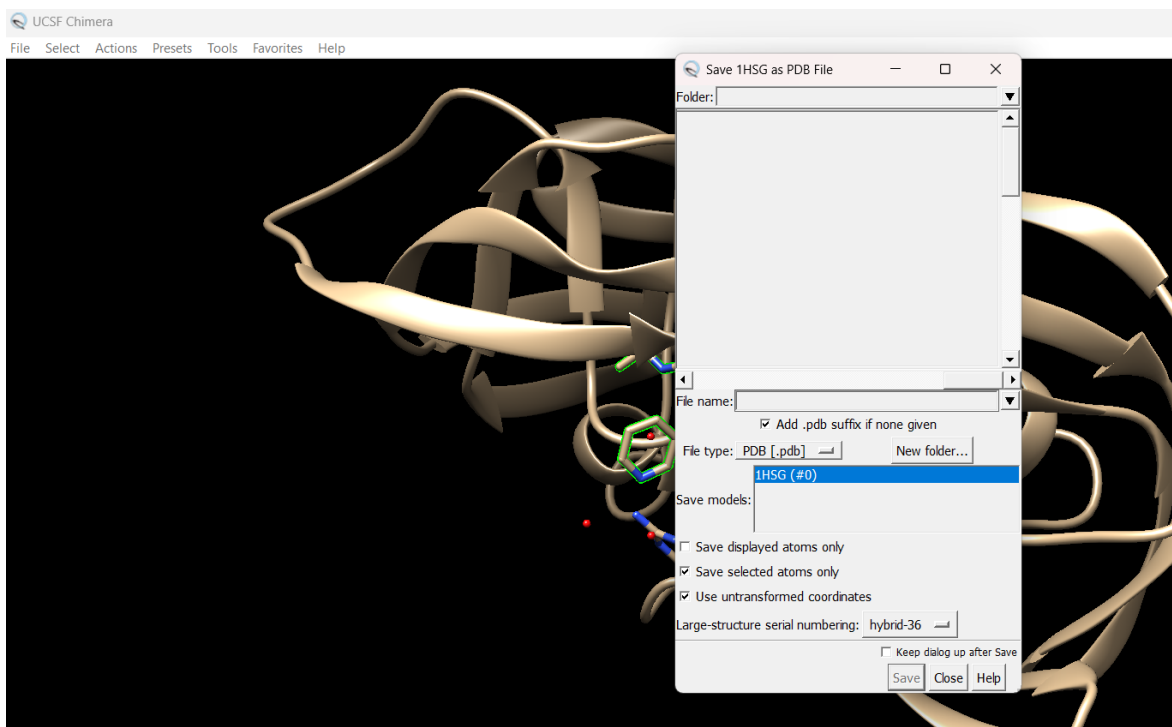 UCSF Chimera
File Select Actions Presets Tools Favorites Help
Save 1HSG as PDB File
Folder:
File name:
Add .pdb suffix if none given
File type: PDB [.pdb] New folder...
1HSG (#0)
Save models:
Save displayed atoms only
Save selected atoms only
Use untransformed coordinates
Large-structure serial numbering: hybrid-36
Keep dialog up after Save
Save Close Help